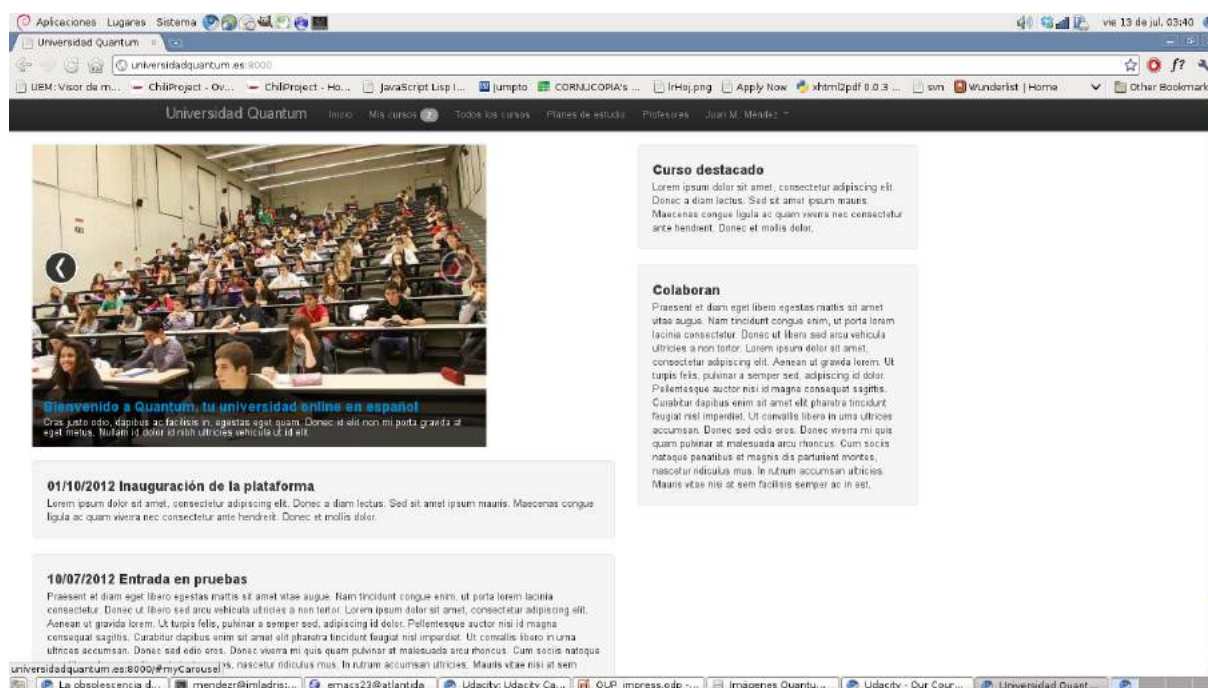 Aplicaciones Lugares Sistema
vie 13 de jul, 03:40
Universidad Quantum
universidadquantum.es:8000
UEM: Visor de m... ChiliProject - Ov... ChiliProject - Ho... JavaScript Lisp I... Jumpto CORNUCOPIA's ... Apply Now xhtml2pdf 0.0.3 ... svn Wunderlist | Home Other Bookmark
Universidad Quantum Inicio Mis cursos 2 Todos los cursos Planes de estudio Profesores Juan M. Méndez
Bienvenido a Quantum, tu universidad online en español
Cras justo odio, dapibus ac facilisis in, egestas eget quam. Donec id elit non mi porta gravida at
eget metus. Nullam id dolor id nibh ultricies vehicula ut id elit.
01/10/2012 Inauguración de la plataforma
Lorem ipsum dolor sit amet, consectetur adipiscing elit. Donec a diam lectus. Sed sit amet ipsum mauris. Maecenas congue
ligula ac quam viverra nec consectetur ante hendrerit. Donec et mollis dolor.
10/07/2012 Entrada en pruebas
Praesent et diam eget libero egestas mattis sit amet vitae augue. Nam tincidunt congue enim, ut porta lorem lacinia
consectetur. Donec ut libero sed arcu vehicula ultricies a non tortor. Lorem ipsum dolor sit amet, consectetur adipiscing elit.
Aenean ut gravida lorem. Ut turpis felis, pulvinar a semper sed, adipiscing id dolor. Pellentesque auctor nisi id magna
consequat sagittis. Curabitur dapibus enim sit amet elit pharetra tincidunt feugiat nisl imperdiet. Ut convallis libero in urna
ultrices accumsan. Donec sed odio eros. Donec viverra mi quis quam pulvinar at malesuada arcu rhoncus. Cum sociis natoque
nascetur ridiculus mus. In rutrum accumsan ultricies. Mauris vitae nisi at sem
Curso destacado
Lorem ipsum dolor sit amet, consectetur adipiscing elit.
Donec a diam lectus. Sed sit amet ipsum mauris.
Maecenas congue ligula ac quam viverra nec consectetur
ante hendrerit. Donec et mollis dolor.
Colaboran
Praesent et diam eget libero egestas mattis sit amet
vitae augue. Nam tincidunt congue enim, ut porta lorem
lacinia consectetur. Donec ut libero sed arcu vehicula
ultricies a non tortor. Lorem ipsum dolor sit amet,
consectetur adipiscing elit. Aenean ut gravida lorem. Ut
turpis felis, pulvinar a semper sed, adipiscing id dolor.
Pellentesque auctor nisi id magna consequat sagittis.
Curabitur dapibus enim sit amet elit pharetra tincidunt
feugiat nisl imperdiet. Ut convallis libero in urna ultrices
accumsan. Donec sed odio eros. Donec viverra mi quis
quam pulvinar at malesuada arcu rhoncus. Cum sociis
natoque penatibus et magnis dis parturient montes,
nascetur ridiculus mus. In rutrum accumsan ultricies.
Mauris vitae nisi at sem facilisis semper ac in est.
universidadquantum.es:8000/#myCarousel
La obsolescencia d... mendezr@imladris:... emacs23@atlantida Udacity: Udacity Ca... OUP_impress.odp -... Imágenes Quantu... Udacity - Our Cour... Universidad Quant...